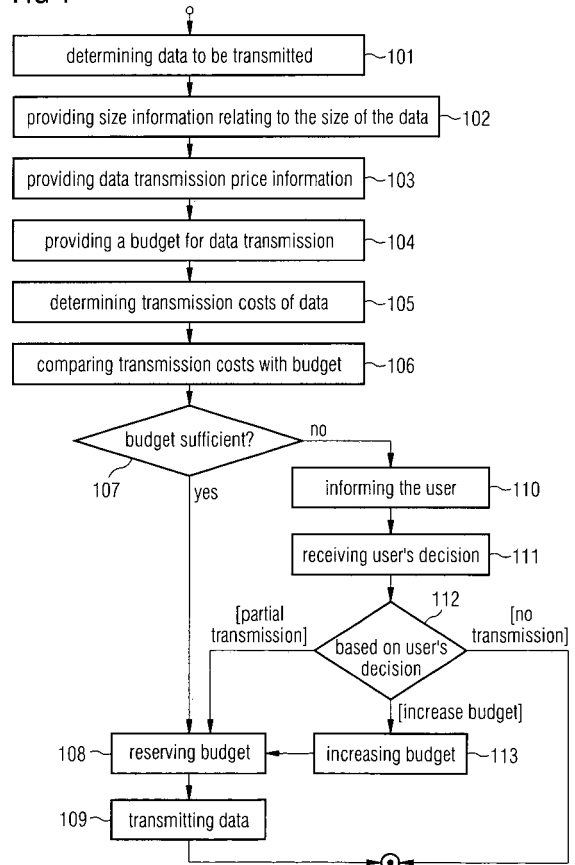 determining data to be transmitted 101
providing size information relating to the size of the data 102
providing data transmission price information 103
providing a budget for data transmission 104
determining transmission costs of data 105
comparing transmission costs with budget 106
budget sufficient?
no
107
yes
informing the user 110
receiving user's decision 111
112
[partial
transmission]
[no
transmission]
based on user's
decision
[increase budget]
108 reserving budget
increasing budget 113
109 transmitting data